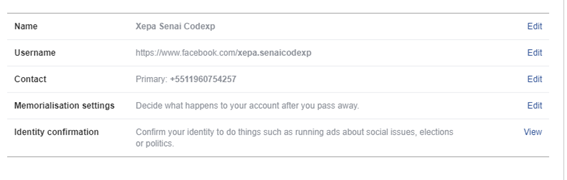 Name Xepa Senai Codexp Edit
Username https://www.facebook.com/xepa.senaicodexp Edit
Contact Primary: +5511960754257 Edit
Memorialisation settings Decide what happens to your account after you pass away. Edit
Identity confirmation Confirm your identity to do things such as running ads about social issues, elections View
or politics.